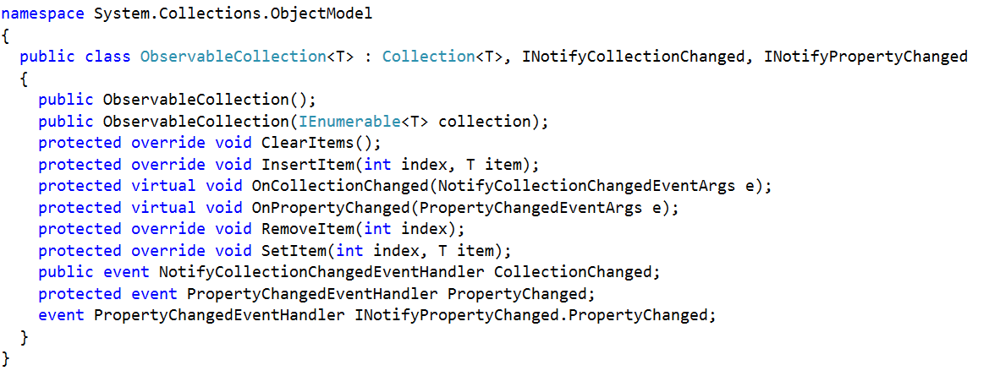 namespace System.Collections.ObjectModel
{
public class ObservableCollection<T> : Collection<T>, INotifyCollectionChanged, INotifyPropertyChanged
{
public ObservableCollection();
public ObservableCollection(IEnumerable<T> collection);
protected override void ClearItems();
protected override void InsertItem(int index, T item);
protected virtual void OnCollectionChanged(NotifyCollectionChangedEventArgs e);
protected virtual void OnPropertyChanged(PropertyChangedEventArgs e);
protected override void RemoveItem(int index);
protected override void SetItem(int index, T item);
public event NotifyCollectionChangedEventHandler CollectionChanged;
protected event PropertyChangedEventHandler PropertyChanged;
event PropertyChangedEventHandler INotifyPropertyChanged.PropertyChanged;
}
}